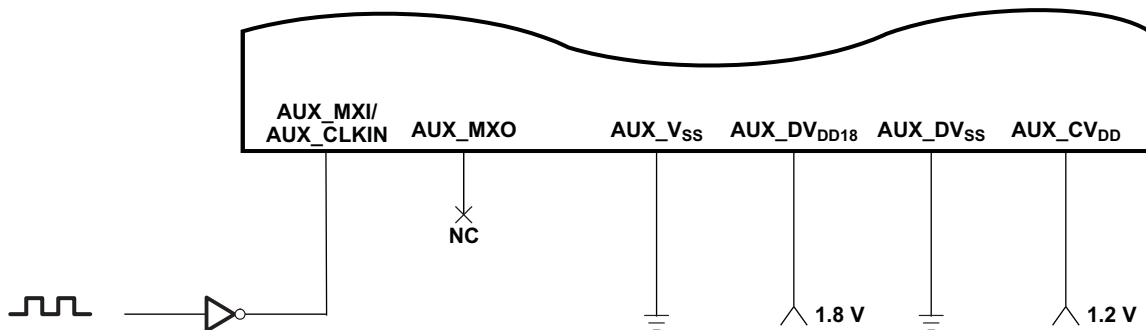 AUX_MXI/
AUX_CLKIN
AUX_MXO
AUX_VSS
AUX_DVDD18
AUX_DVSS
AUX_CVDD
NC
1.8 V
1.2 V